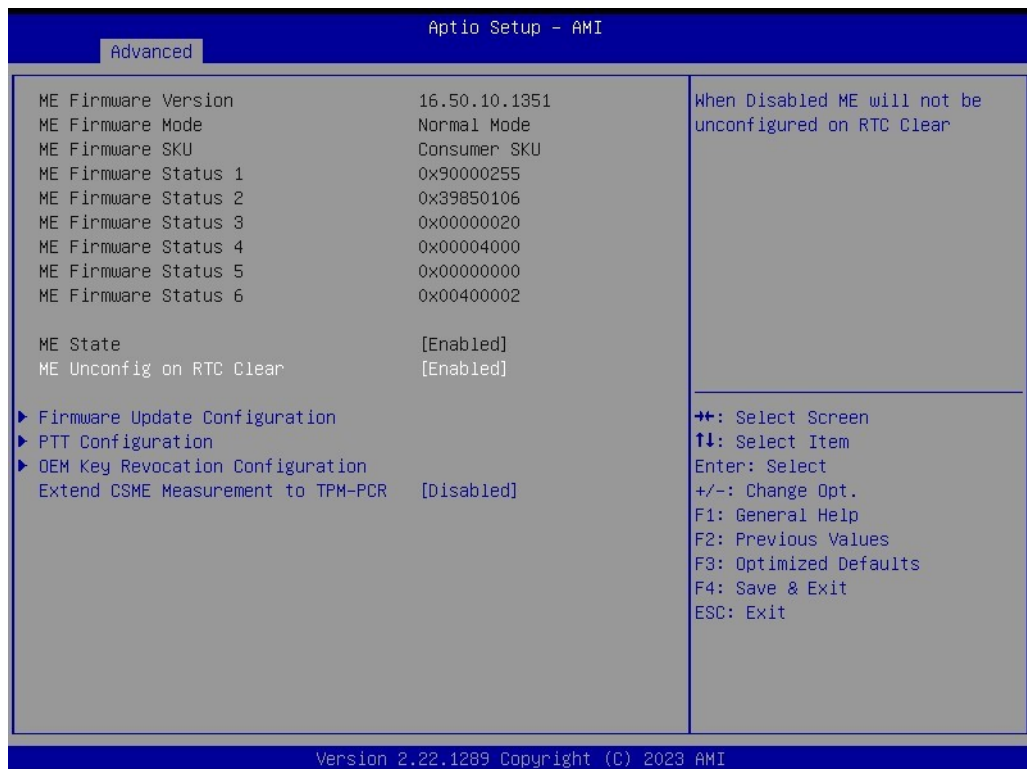 Aptio Setup – AMI
Advanced
ME Firmware Version 16.50.10.1351
ME Firmware Mode Normal Mode
ME Firmware SKU Consumer SKU
ME Firmware Status 1 0x90000255
ME Firmware Status 2 0x39850106
ME Firmware Status 3 0x00000020
ME Firmware Status 4 0x00004000
ME Firmware Status 5 0x00000000
ME Firmware Status 6 0x00400002
ME State [Enabled]
ME Unconfig on RTC Clear [Enabled]
▶ Firmware Update Configuration
▶ PTT Configuration
▶ OEM Key Revocation Configuration
Extend CSME Measurement to TPM-PCR [Disabled]
When Disabled ME will not be
unconfigured on RTC Clear
→←: Select Screen
↑↓: Select Item
Enter: Select
+/-: Change Opt.
F1: General Help
F2: Previous Values
F3: Optimized Defaults
F4: Save & Exit
ESC: Exit
Version 2.22.1289 Copyright (C) 2023 AMI